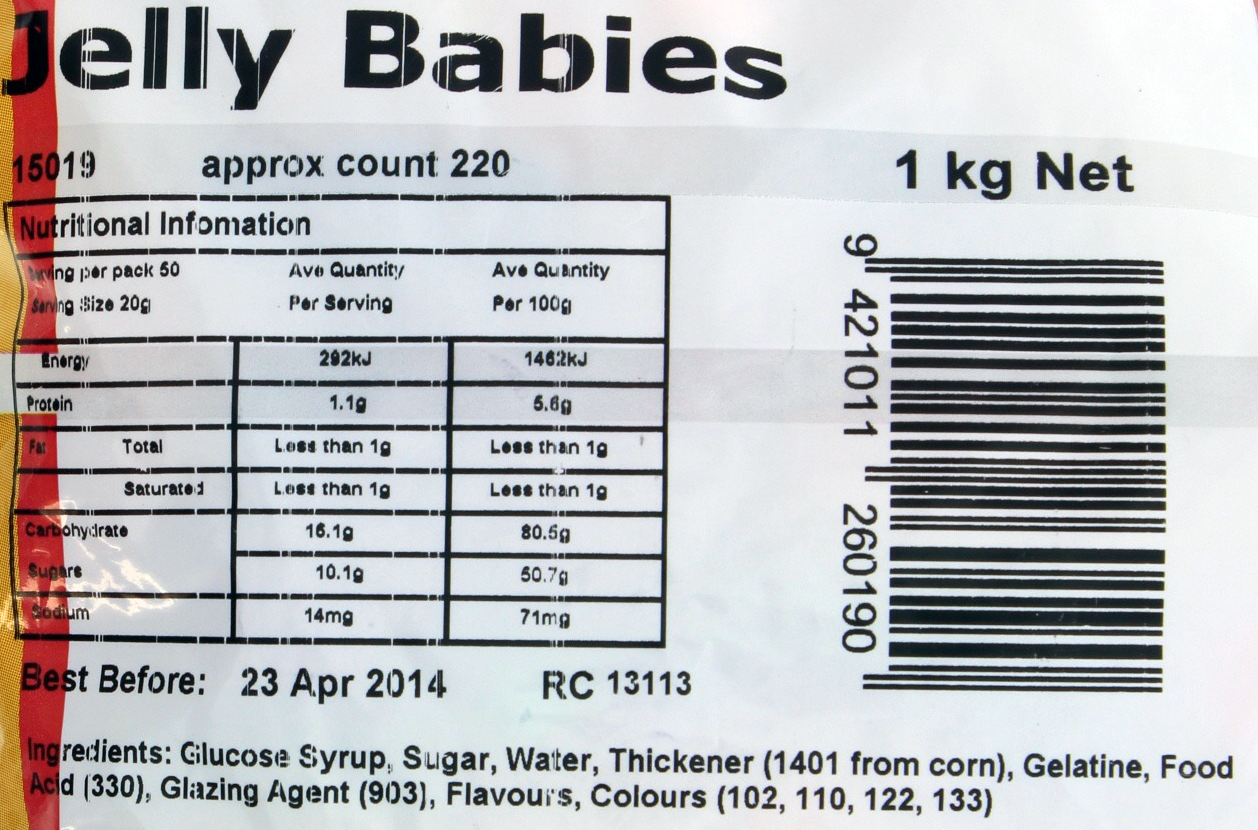 Jelly Babies
15019 approx count 220 1 kg Net
Nutritional Infomation
Serving per pack 50 Ave Quantity Ave Quantity
Serving Size 20g Per Serving Per 100g
Energy 292kJ 1462kJ
Protein 1.1g 5.6g
Fat Total Less than 1g Less than 1g
Saturated Less than 1g Less than 1g
Carbohydrate 16.1g 80.5g
Sugars 10.1g 50.7g
Sodium 14mg 71mg
9 421011 260190
Best Before: 23 Apr 2014 RC 13113
Ingredients: Glucose Syrup, Sugar, Water, Thickener (1401 from corn), Gelatine, Food
Acid (330), Glazing Agent (903), Flavours, Colours (102, 110, 122, 133)